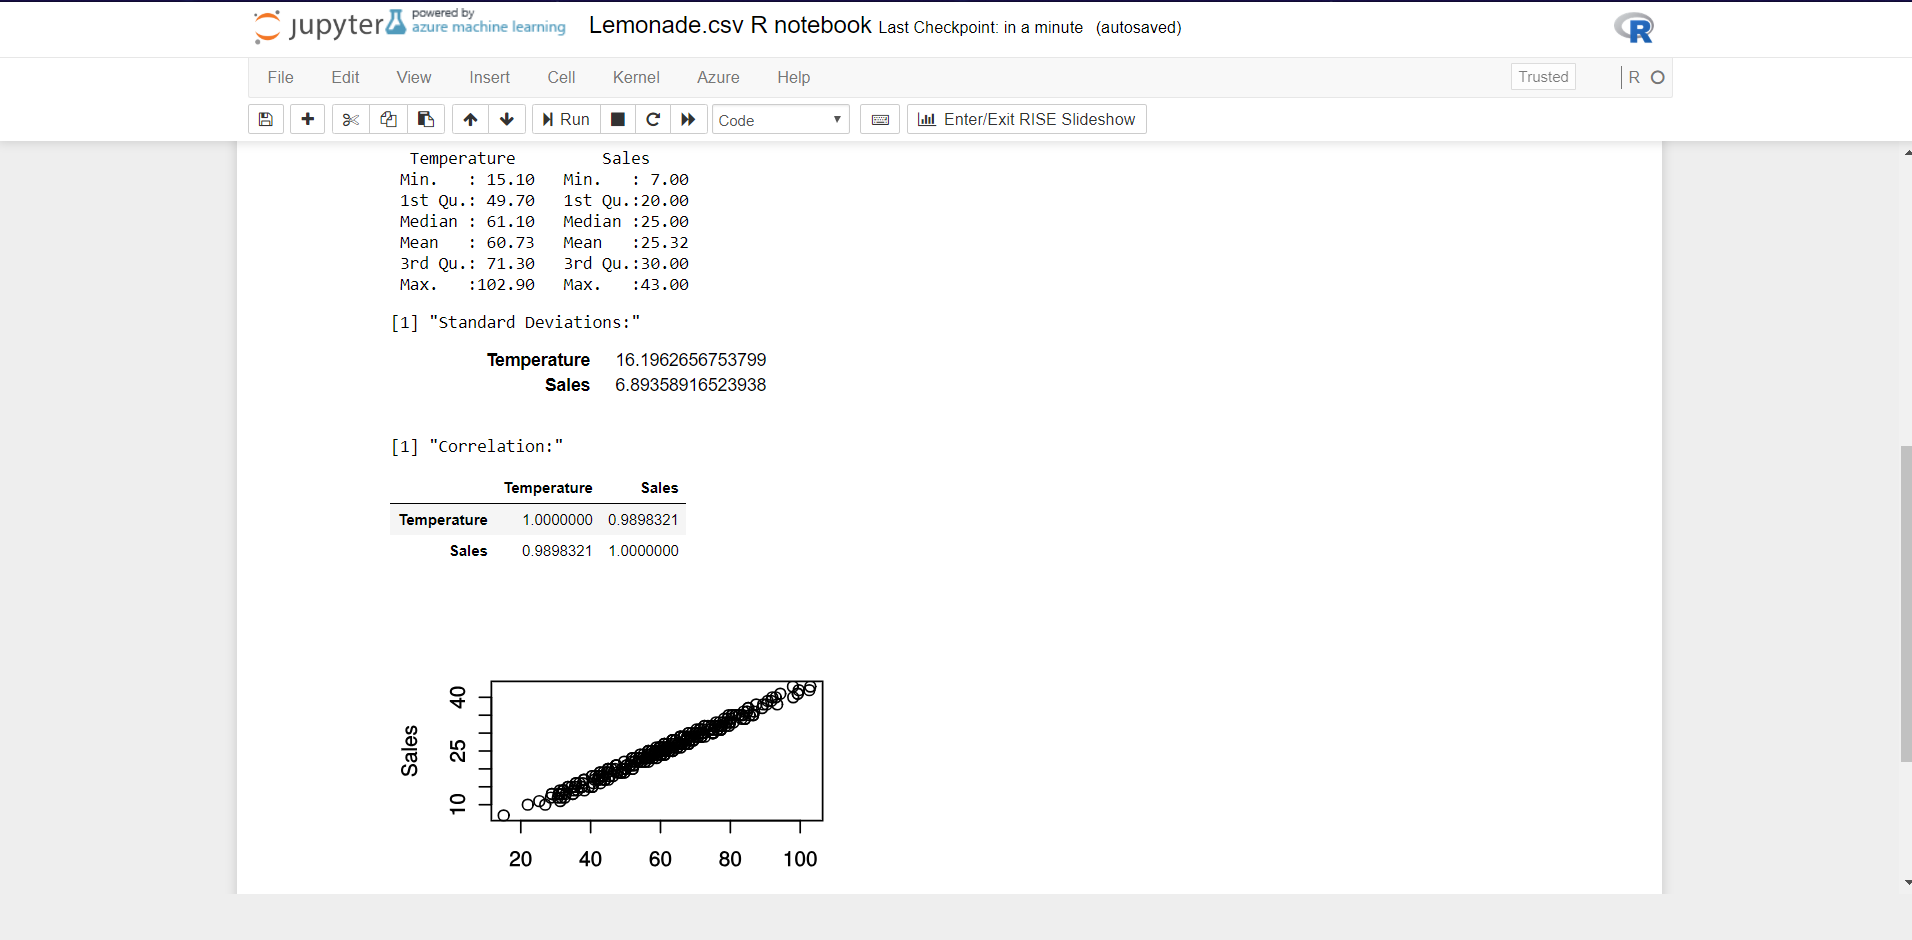 jupyter powered by azure machine learning Lemonade.csv R notebook Last Checkpoint: in a minute (autosaved) R
File Edit View Insert Cell Kernel Azure Help Trusted R
Run Code Enter/Exit RISE Slideshow
Temperature Sales
Min. : 15.10 Min. : 7.00
1st Qu.: 49.70 1st Qu.:20.00
Median : 61.10 Median :25.00
Mean : 60.73 Mean :25.32
3rd Qu.: 71.30 3rd Qu.:30.00
Max. :102.90 Max. :43.00
[1] "Standard Deviations:"
Temperature 16.1962656753799
Sales 6.89358916523938
[1] "Correlation:"
Temperature Sales
Temperature 1.0000000 0.9898321
Sales 0.9898321 1.0000000
Sales
40
25
10
20 40 60 80 100